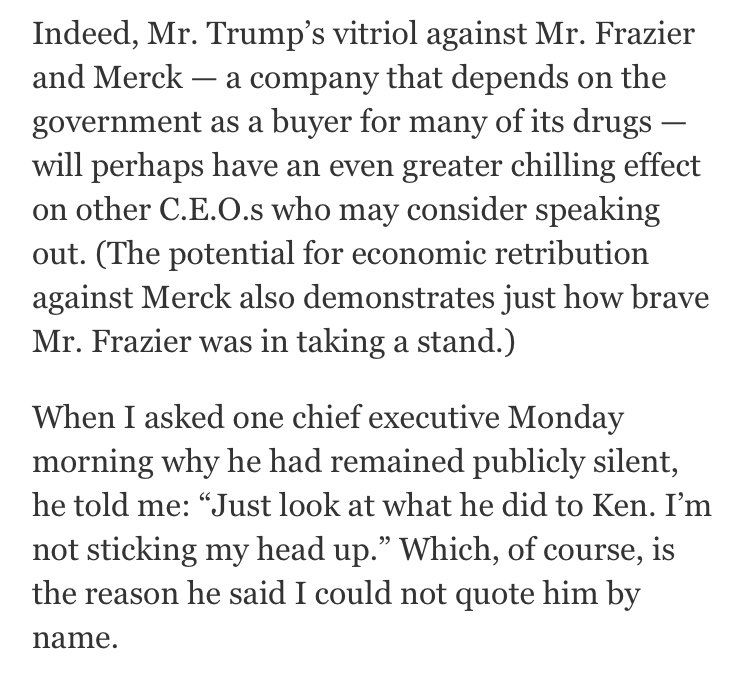 Indeed, Mr. Trump’s vitriol against Mr. Frazier
and Merck — a company that depends on the
government as a buyer for many of its drugs —
will perhaps have an even greater chilling effect
on other C.E.O.s who may consider speaking
out. (The potential for economic retribution
against Merck also demonstrates just how brave
Mr. Frazier was in taking a stand.)
When I asked one chief executive Monday
morning why he had remained publicly silent,
he told me: “Just look at what he did to Ken. I’m
not sticking my head up.” Which, of course, is
the reason he said I could not quote him by
name.